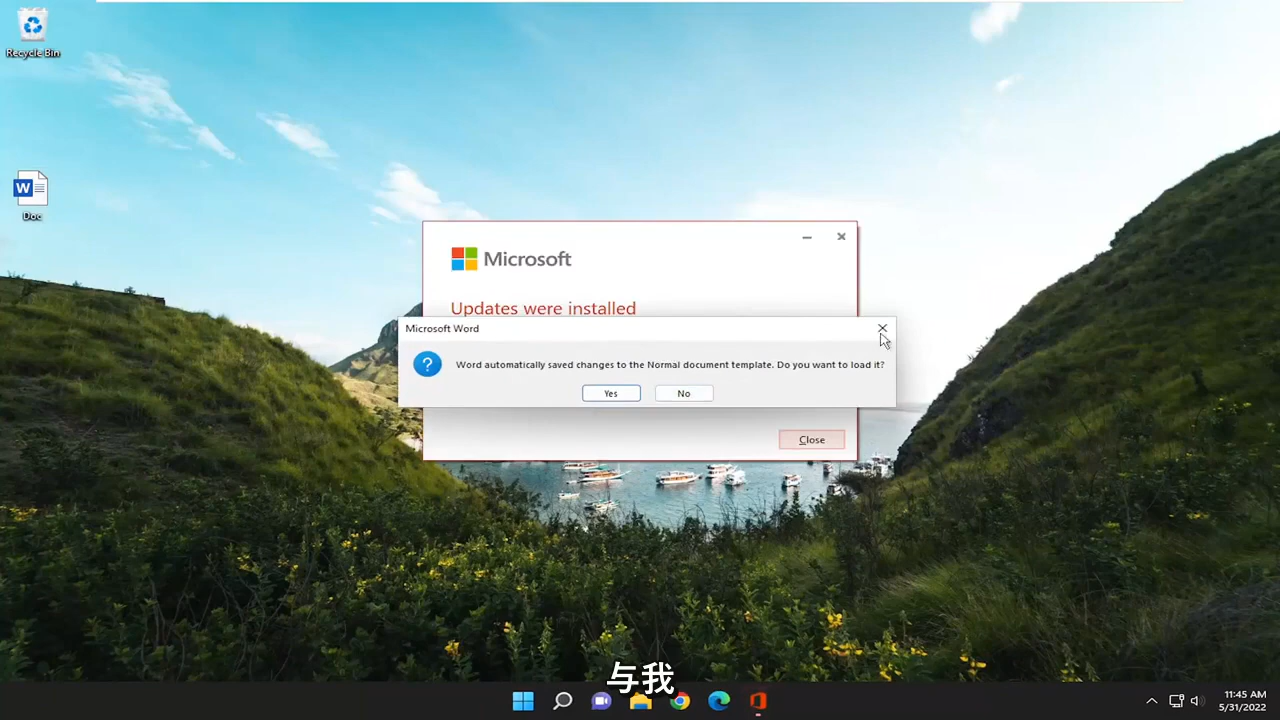 Recycle Bin
Doc
Microsoft
Updates were installed
Microsoft Word
Word automatically saved changes to the Normal document template. Do you want to load it?
Yes
No
Close
与我
11:45 AM
5/31/2022